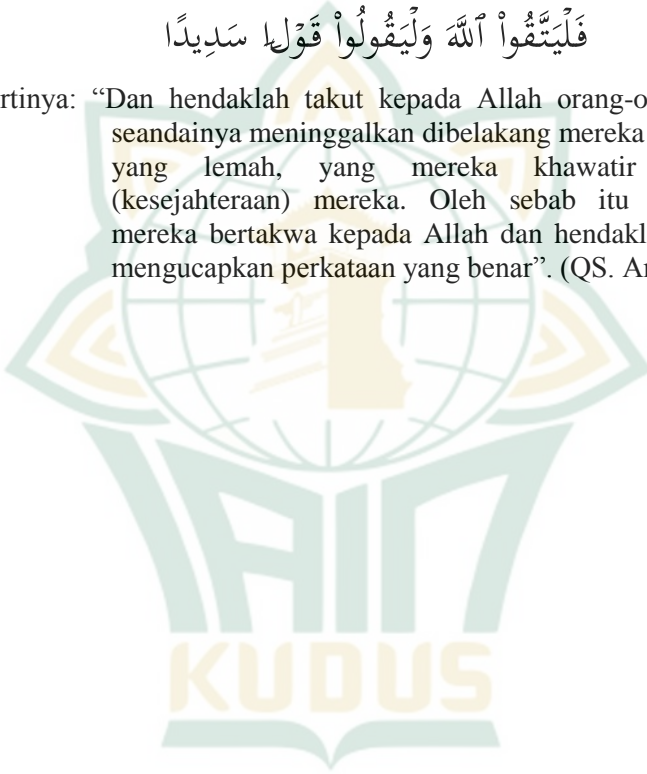 فَلْيَتَّقُوا۟ ٱللَّهَ وَلْيَقُولُوا۟ قَوْلًا سَدِيدًا
rtinya: “Dan hendaklah takut kepada Allah orang-o
seandainya meninggalkan dibelakang mereka
yang lemah, yang mereka khawatir
(kesejahteraan) mereka. Oleh sebab itu
mereka bertakwa kepada Allah dan hendakl
mengucapkan perkataan yang benar”. (QS. An
IAIN
KUDUS